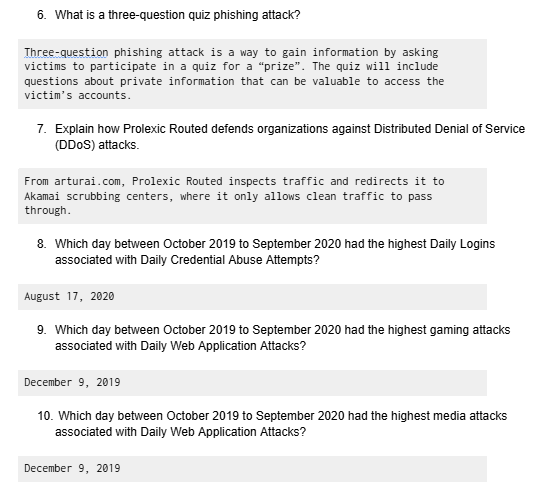 6. What is a three-question quiz phishing attack?
Three-question phishing attack is a way to gain information by asking
victims to participate in a quiz for a “prize”. The quiz will include
questions about private information that can be valuable to access the
victim’s accounts.
7. Explain how Prolexic Routed defends organizations against Distributed Denial of Service
(DDoS) attacks.
From arturai.com, Prolexic Routed inspects traffic and redirects it to
Akamai scrubbing centers, where it only allows clean traffic to pass
through.
8. Which day between October 2019 to September 2020 had the highest Daily Logins
associated with Daily Credential Abuse Attempts?
August 17, 2020
9. Which day between October 2019 to September 2020 had the highest gaming attacks
associated with Daily Web Application Attacks?
December 9, 2019
10. Which day between October 2019 to September 2020 had the highest media attacks
associated with Daily Web Application Attacks?
December 9, 2019